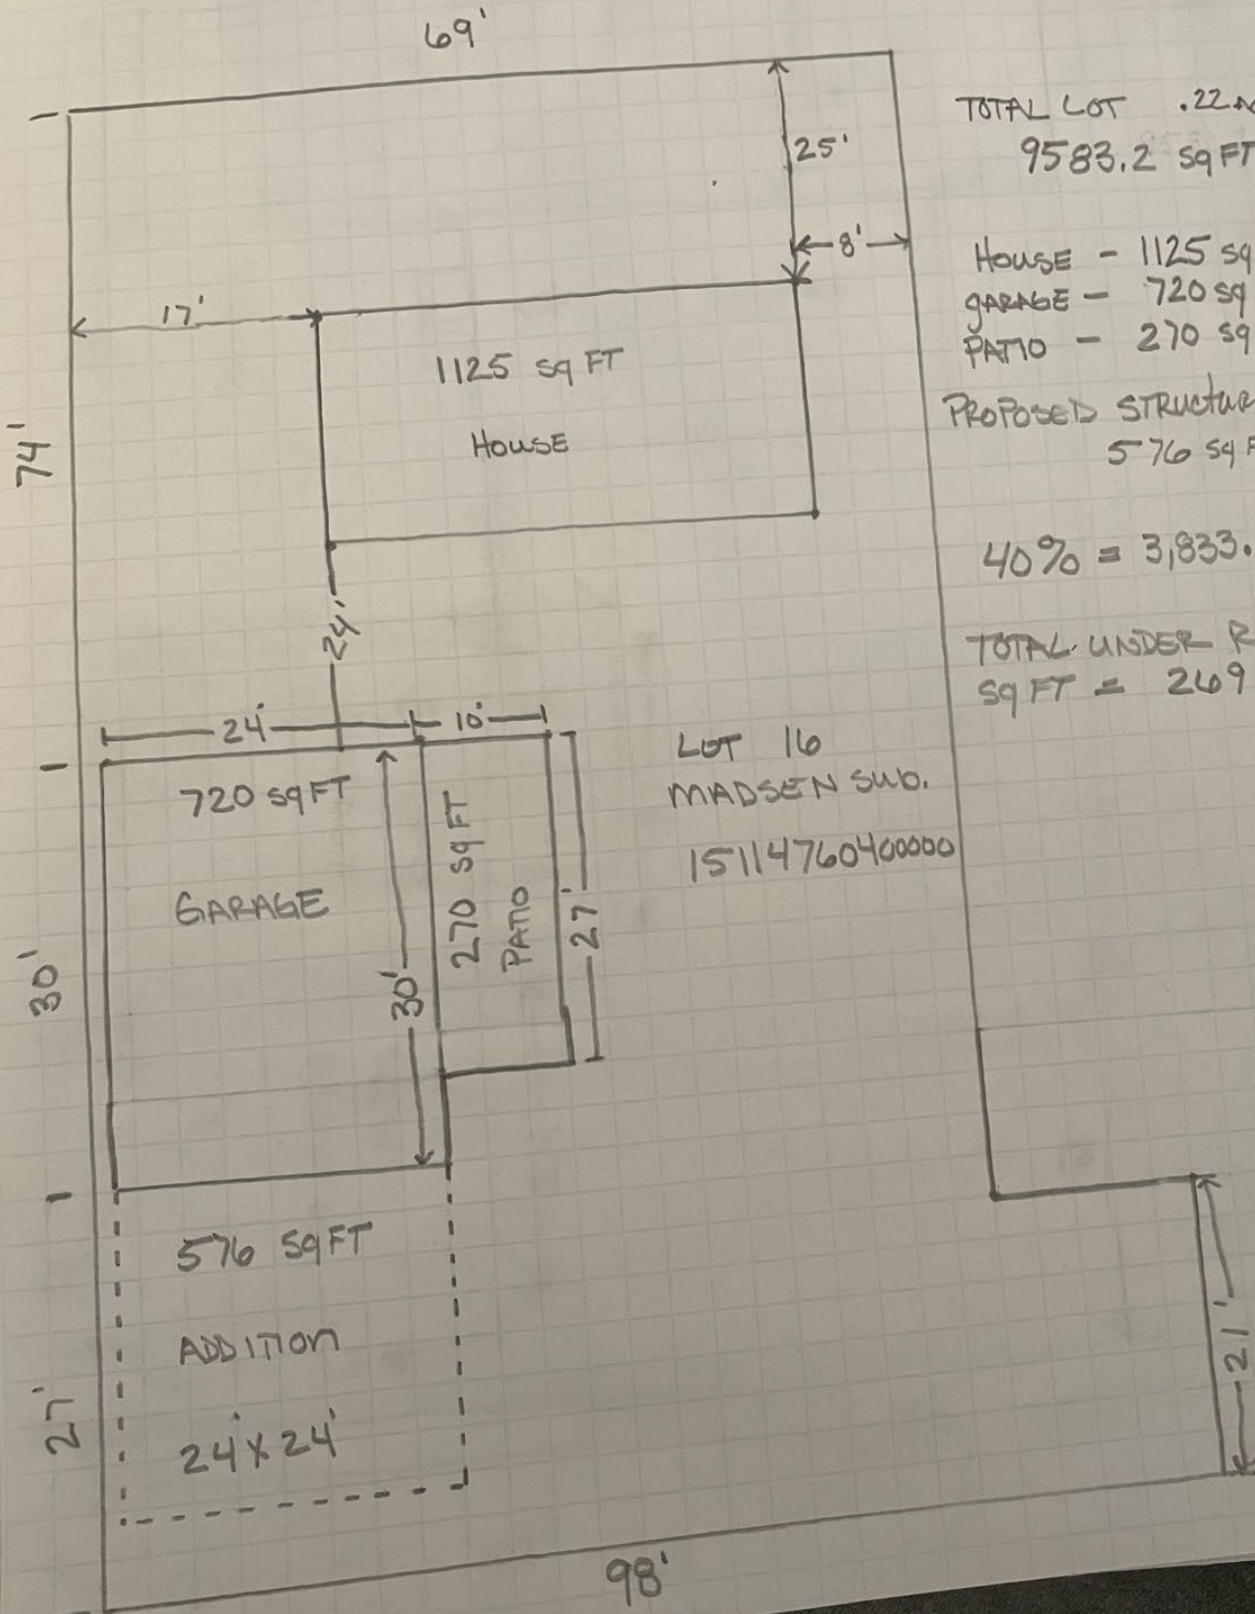 69'
25'
8'
17'
1125 sq FT
HOUSE
74'
24'
24'
10'
720 sq FT
GARAGE
30'
270 sq FT
PATIO
27'
30'
576 sq FT
ADDITION
24' X 24'
27'
98'
21'
TOTAL LOT .22
9583.2 sq FT
HOUSE - 1125 sq
GARAGE - 720 sq
PATIO - 270 sq
PROPOSED STRUCTUR
576 sq F
40% = 3,833.
TOTAL UNDER R
sq FT = 269
LOT 16
MADSEN SUB.
15114760400000